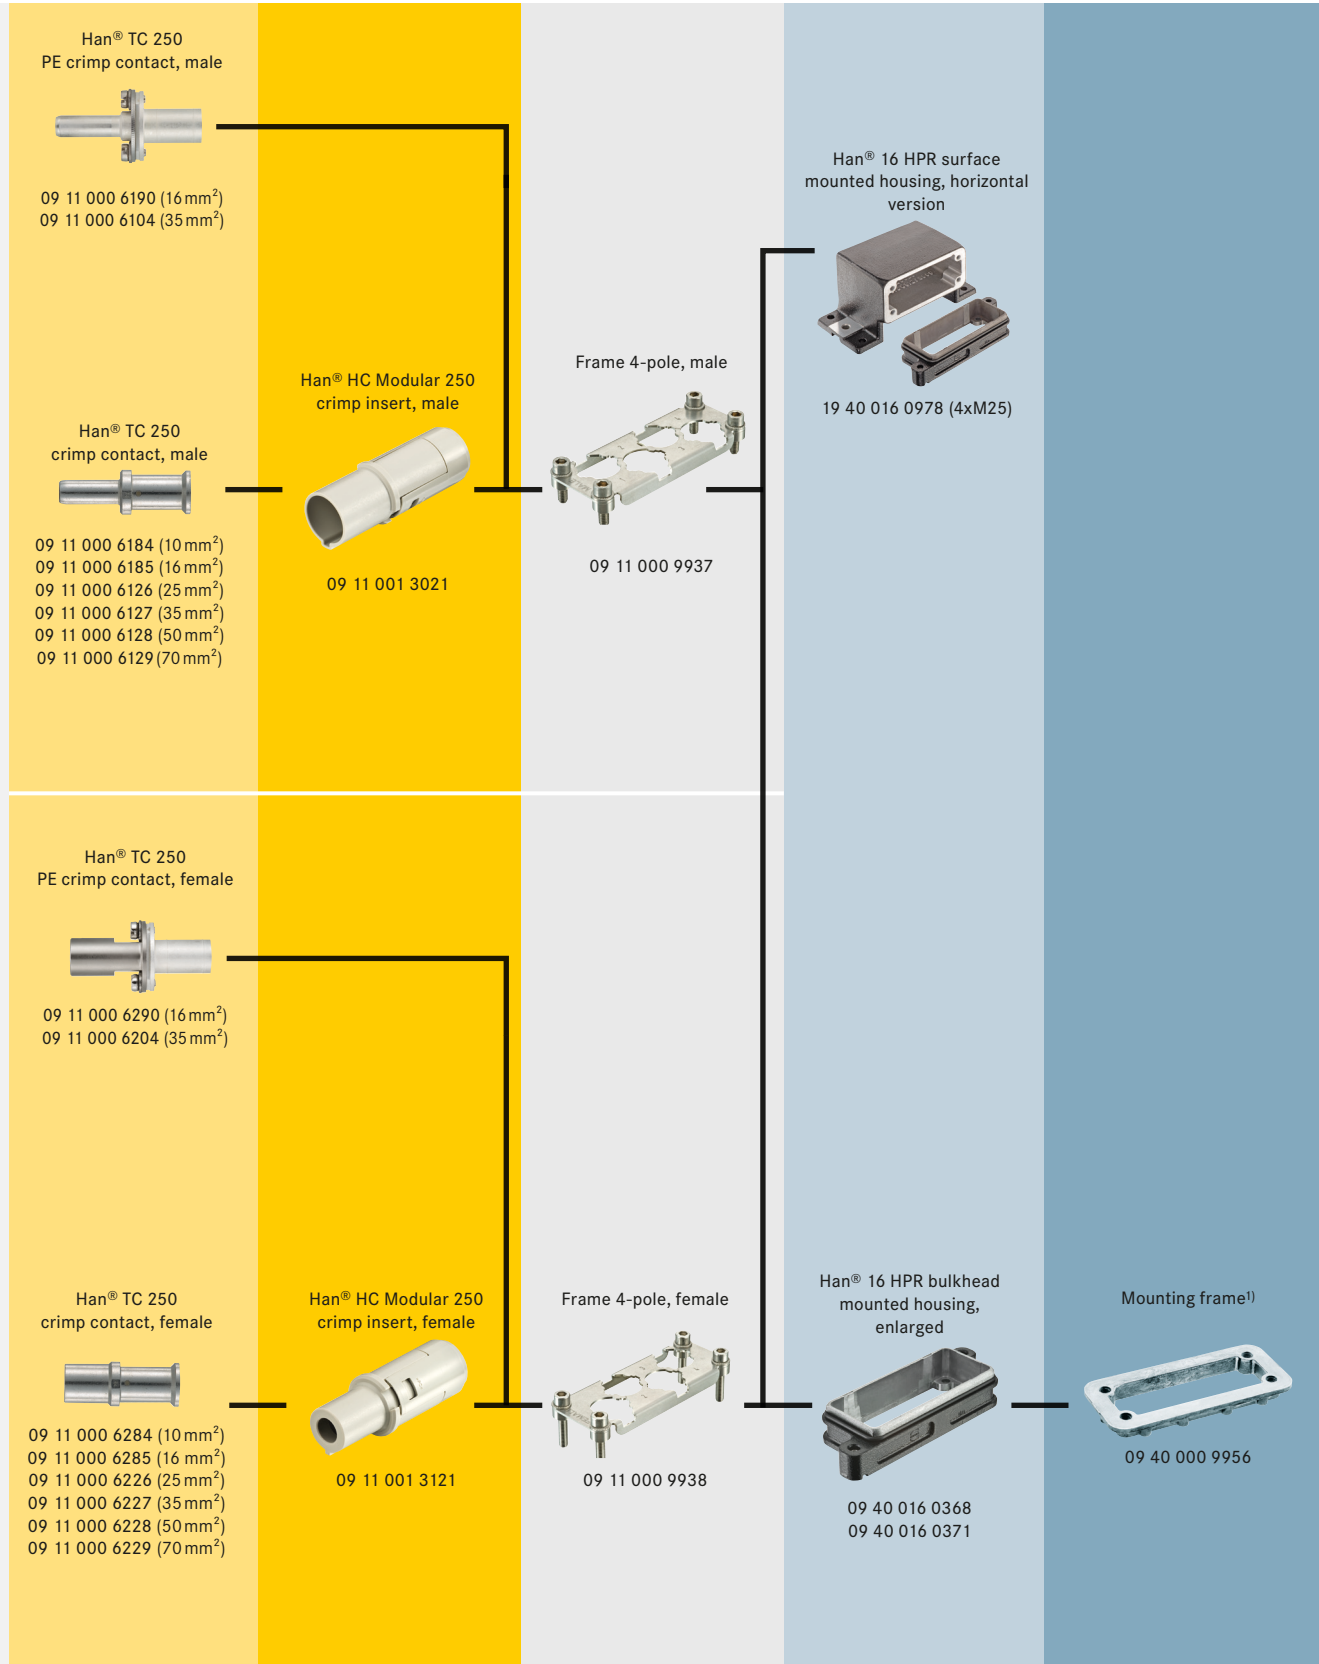 Han® TC 250
PE crimp contact, male
09 11 000 6190 (16 mm²)
09 11 000 6104 (35 mm²)
Han® TC 250
crimp contact, male
09 11 000 6184 (10 mm²)
09 11 000 6185 (16 mm²)
09 11 000 6126 (25 mm²)
09 11 000 6127 (35 mm²)
09 11 000 6128 (50 mm²)
09 11 000 6129 (70 mm²)
Han® HC Modular 250
crimp insert, male
09 11 001 3021
Frame 4-pole, male
09 11 000 9937
Han® 16 HPR surface
mounted housing, horizontal
version
19 40 016 0978 (4xM25)
Han® TC 250
PE crimp contact, female
09 11 000 6290 (16 mm²)
09 11 000 6204 (35 mm²)
Han® TC 250
crimp contact, female
09 11 000 6284 (10 mm²)
09 11 000 6285 (16 mm²)
09 11 000 6226 (25 mm²)
09 11 000 6227 (35 mm²)
09 11 000 6228 (50 mm²)
09 11 000 6229 (70 mm²)
Han® HC Modular 250
crimp insert, female
09 11 001 3121
Frame 4-pole, female
09 11 000 9938
Han® 16 HPR bulkhead
mounted housing,
enlarged
09 40 016 0368
09 40 016 0371
Mounting frame¹⁾
09 40 000 9956